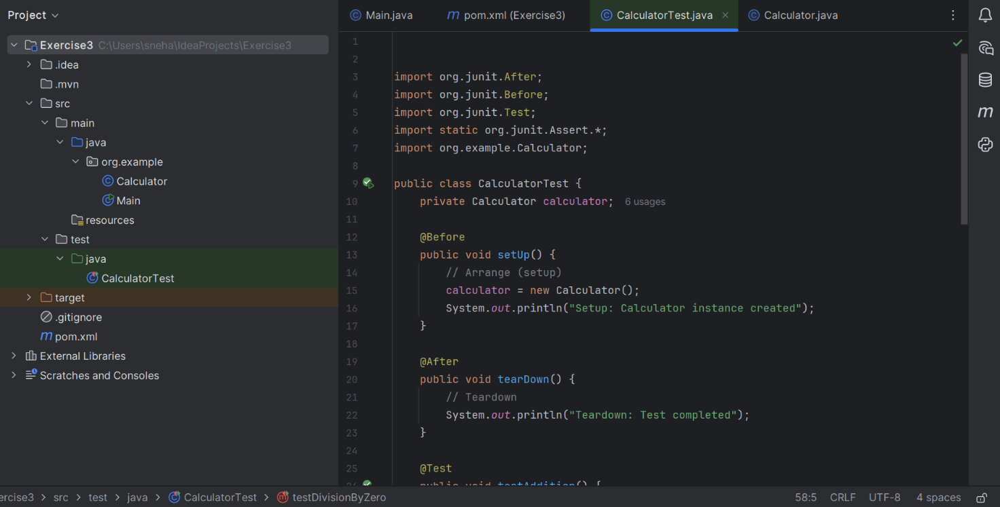 Project
Main.java
pom.xml (Exercise3)
CalculatorTest.java
Calculator.java
Exercise3 C:\Users\sneha\IdeaProjects\Exercise3
.idea
.mvn
src
main
java
org.example
Calculator
Main
resources
test
java
CalculatorTest
target
.gitignore
pom.xml
External Libraries
Scratches and Consoles
1
2
3 import org.junit.After;
4 import org.junit.Before;
5 import org.junit.Test;
6 import static org.junit.Assert.*;
7 import org.example.Calculator;
8
9 public class CalculatorTest {
10 private Calculator calculator; 6 usages
11
12 @Before
13 public void setUp() {
14 // Arrange (setup)
15 calculator = new Calculator();
16 System.out.println("Setup: Calculator instance created");
17 }
18
19 @After
20 public void tearDown() {
21 // Teardown
22 System.out.println("Teardown: Test completed");
23 }
24
25 @Test
26 public void testAddition() {
ercise3 > src > test > java > CalculatorTest > testDivisionByZero
58:5 CRLF UTF-8 4 spaces